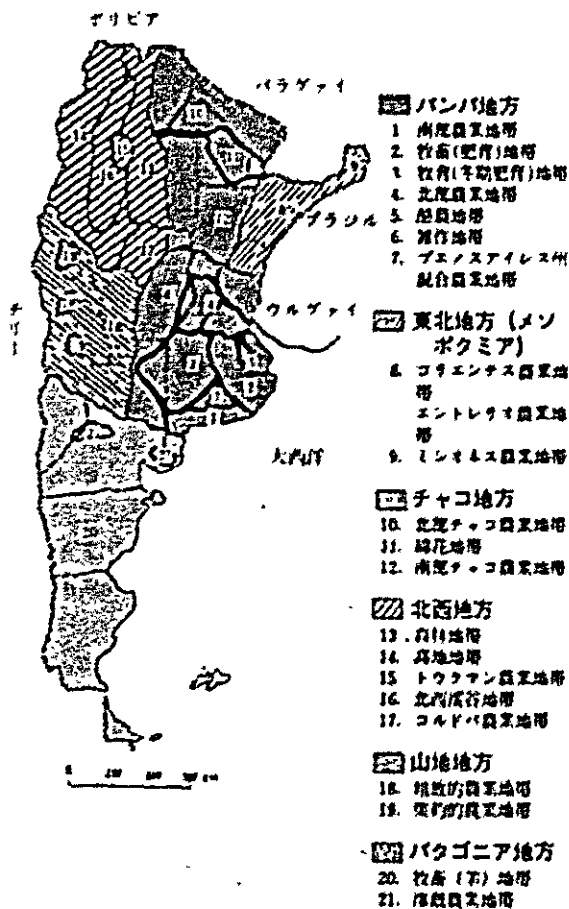 ボリビア
パラグァイ
ブラジル
ウルグァイ
チリー
大西洋
パンパ地方
1 南部農業地帯
2. 牧畜(肥育)地帯
3. 牧畜(冬期肥育)地帯
4. 北部農業地帯
5 酪農地帯
6 雑作地帯
7. ブエノスアイレス州
混合農業地帯
東北地方 (メソ
ポタミア)
8. コリエンテス農業地
帯
エントレリオ農業地
帯
9. ミシオネス農業地帯
チャコ地方
10. 北部チャコ農業地帯
11. 綿花地帯
12. 南部チャコ農業地帯
北西地方
13. 森林地帯
14. 高地地帯
15 トウクマン農業地帯
16. 北西渓谷地帯
17. コルドバ農業地帯
山地地方
18. 粗放的農業地帯
19. 集約的農業地帯
パタゴニア地方
20. 牧畜 (羊) 地帯
21. 灌漑農業地帯